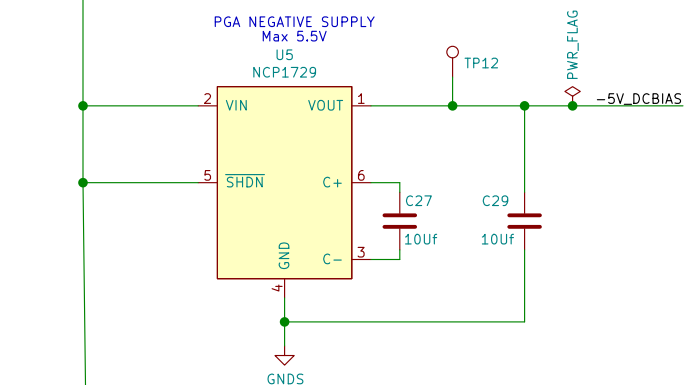 PGA NEGATIVE SUPPLY
Max 5.5V
U5
NCP1729
PWR_FLAG
TP12
2 VIN VOUT 1 -5V_DCBIAS
5 SHDN C+ 6
C27 C29
10Uf 10Uf
GND C- 3
4
GNDS